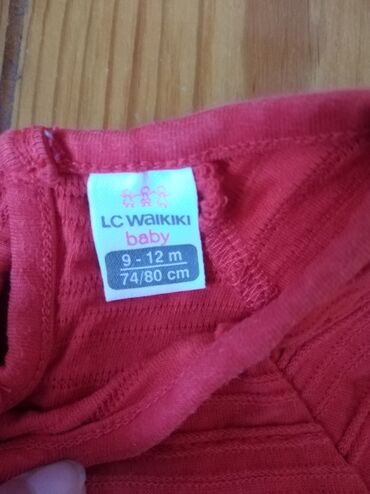 LC WAIKIKI
baby
9 - 12 m
74/80 cm